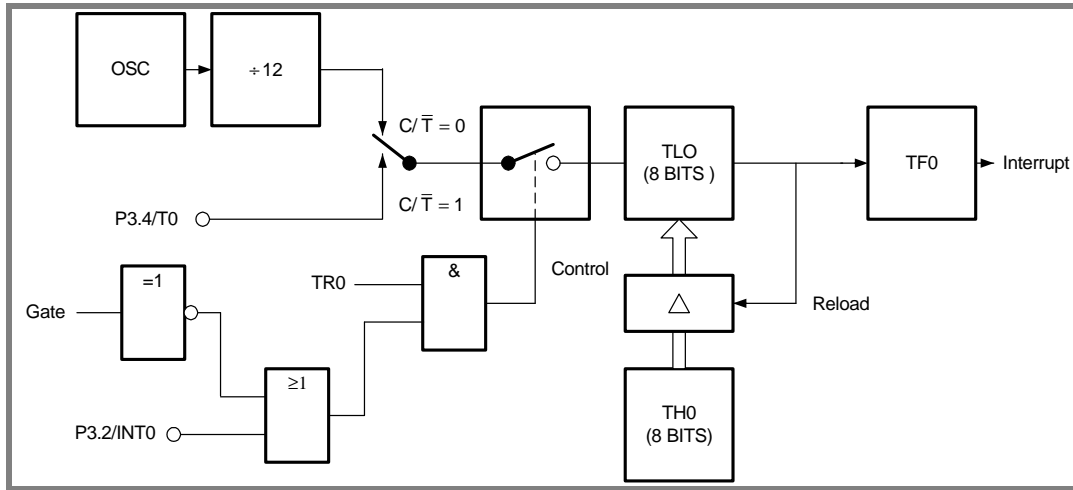 OSC
÷12
C/T̅ = 0
TLO
(8 BITS )
TF0
Interrupt
C/T̅ = 1
P3.4/T0
&
Control
=1
TR0
△
Reload
Gate
≥1
TH0
(8 BITS)
P3.2/INT0